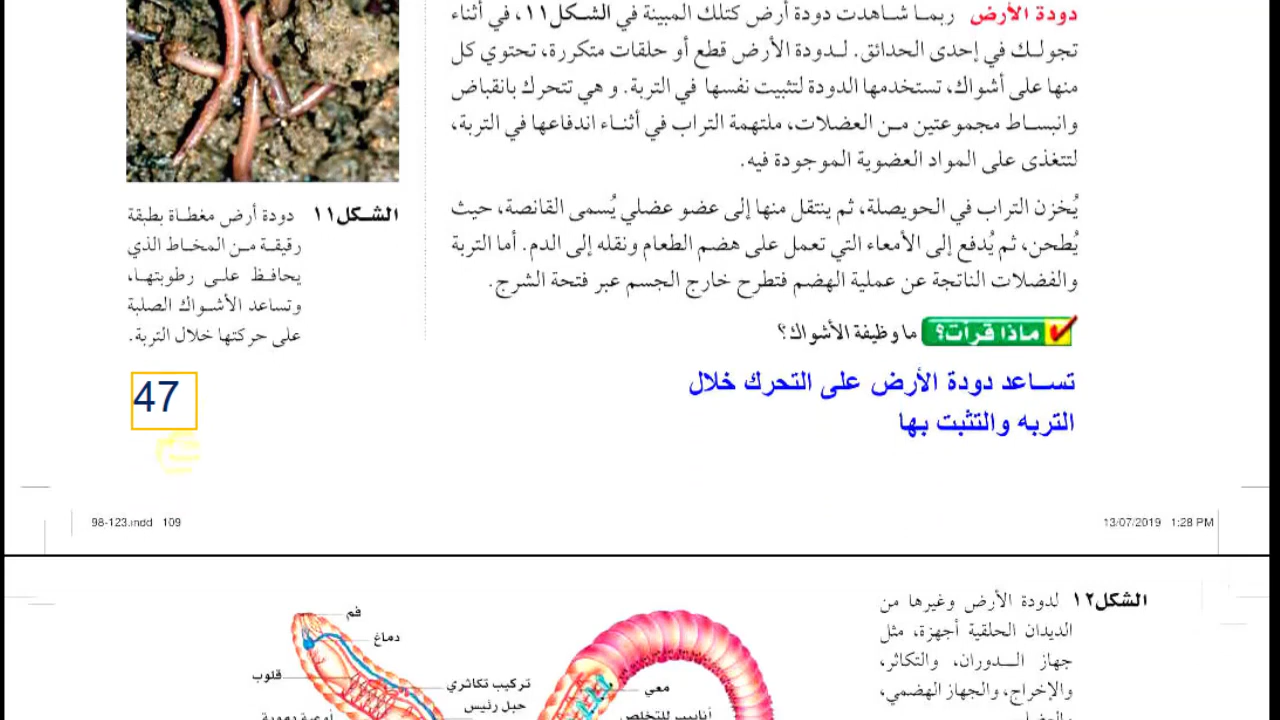 دودة الأرض ربما شاهدت دودة أرض كتلك المبينة في الشكل ١١، في أثناء
تجولك في إحدى الحدائق. لدودة الأرض قطع أو حلقات متكررة، تحتوي كل
منها على أشواك، تستخدمها الدودة لتثبيت نفسها في التربة. و هي تتحرك بانقباض
وانبساط مجموعتين من العضلات، ملتهمة التراب في أثناء اندفاعها في التربة،
لتتغذى على المواد العضوية الموجودة فيه.
يُخزن التراب في الحويصلة، ثم ينتقل منها إلى عضو عضلي يُسمى القانصة، حيث
يُطحن، ثم يُدفع إلى الأمعاء التي تعمل على هضم الطعام ونقله إلى الدم. أما التربة
والفضلات الناتجة عن عملية الهضم فتطرح خارج الجسم عبر فتحة الشرج.
ماذا قرأت؟ ما وظيفة الأشواك؟
تساعد دودة الأرض على التحرك خلال
التربه والتثبت بها
الشكل ١١ دودة أرض مغطاة بطبقة
رقيقة من المخاط الذي
يحافظ على رطوبتها،
وتساعد الأشواك الصلبة
على حركتها خلال التربة.
47
98-123.indd 109
13/07/2019 1:28 PM
الشكل ١٢ لدودة الأرض وغيرها من
الديدان الحلقية أجهزة، مثل
جهاز الدوران، والتكاثر،
والإخراج، والجهاز الهضمي،
فم
دماغ
قلوب
تركيب تكاثري
حبل رئيس
أوعية دموية
معي
أنابيب للتخلص